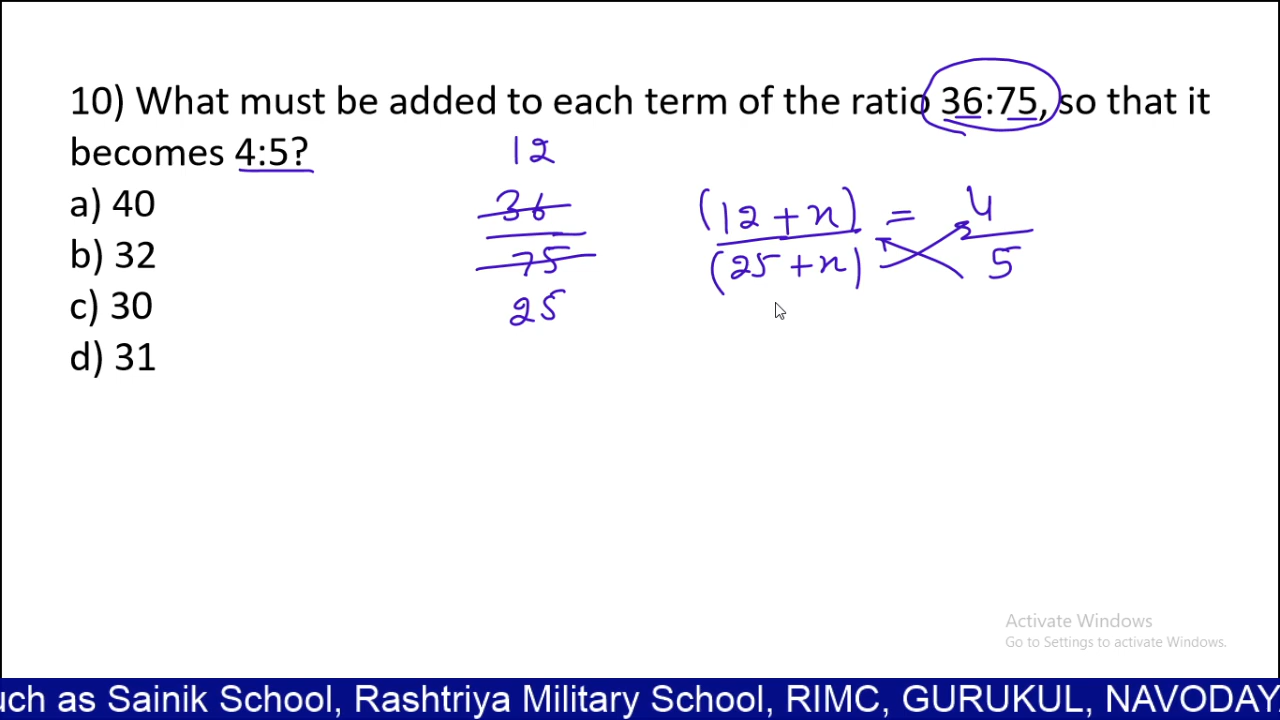 10) What must be added to each term of the ratio 36:75, so that it
becomes 4:5?
a) 40
b) 32
c) 30
d) 31
12
36
75
25
(12 + n) = 4
(25 + n) 5
Activate Windows
Go to Settings to activate Windows.
uch as Sainik School, Rashtriya Military School, RIMC, GURUKUL, NAVODAY